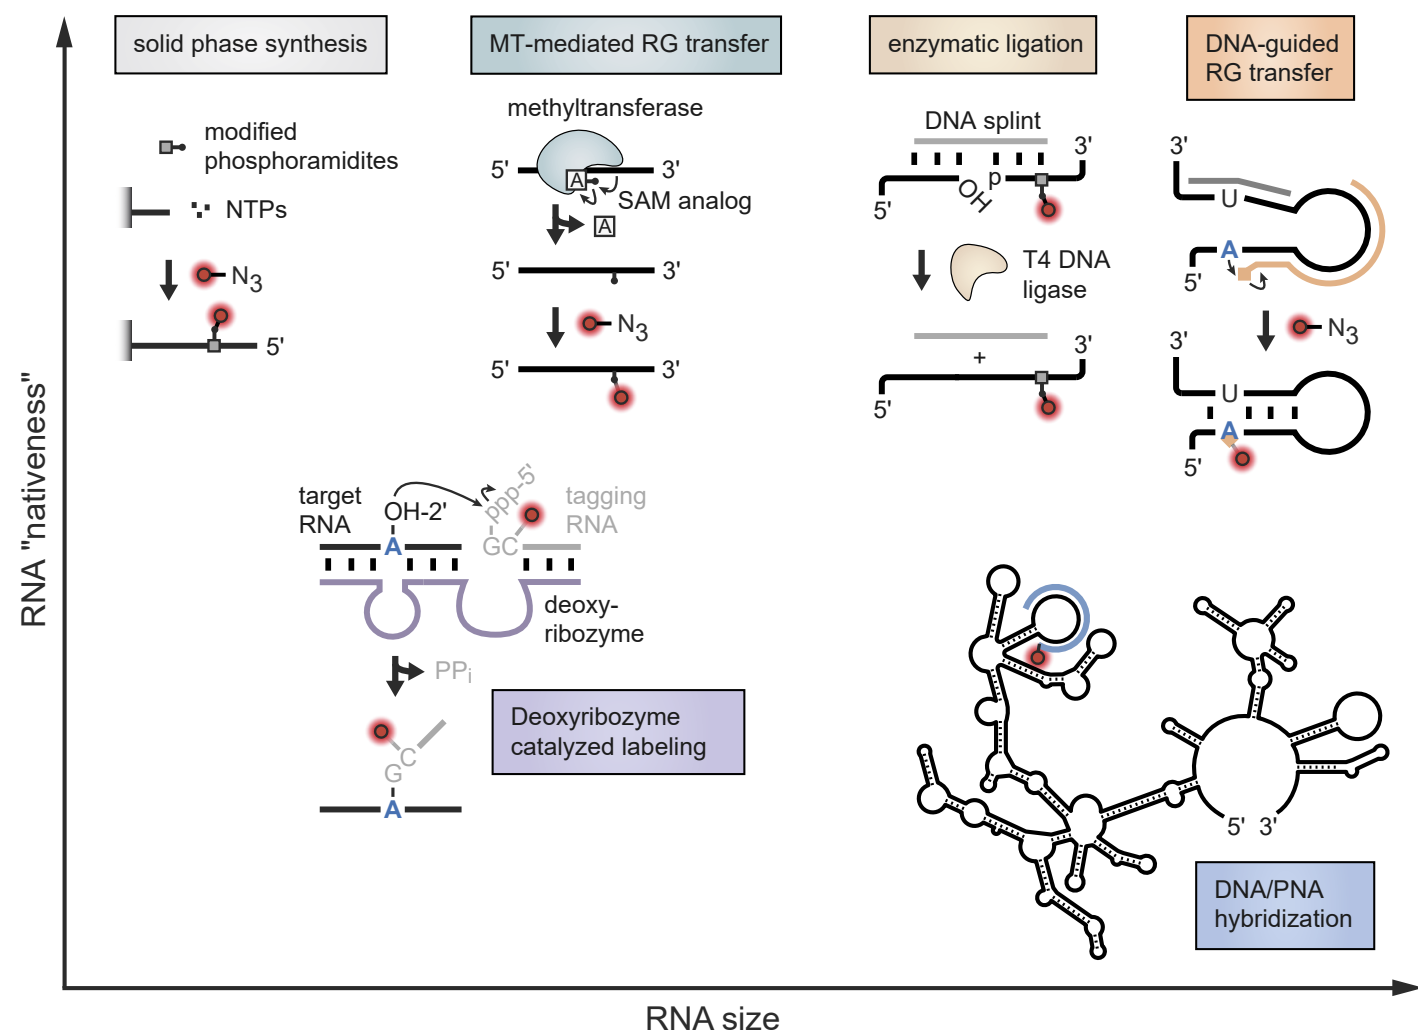 RNA "nativeness"
RNA size
solid phase synthesis
modified
phosphoramidites
NTPs
N3
5'
MT-mediated RG transfer
methyltransferase
5'
3'
A
SAM analog
A
5'
3'
N3
5'
3'
enzymatic ligation
DNA splint
3'
OH
p
5'
T4 DNA
ligase
+
3'
5'
DNA-guided
RG transfer
3'
U
A
5'
N3
3'
U
A
5'
target
RNA
OH-2'
ppp-5'
tagging
RNA
A
GC
deoxy-
ribozyme
PPi
C
G
A
Deoxyribozyme
catalyzed labeling
5' 3'
DNA/PNA
hybridization